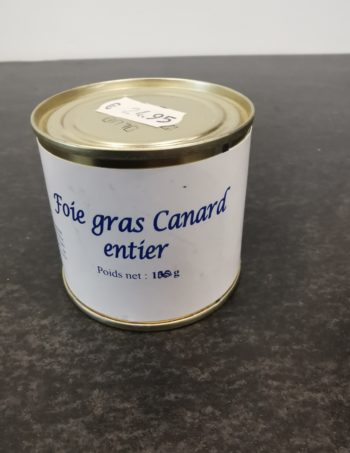 € 24.95
Foie gras Canard
entier
Poids net : g